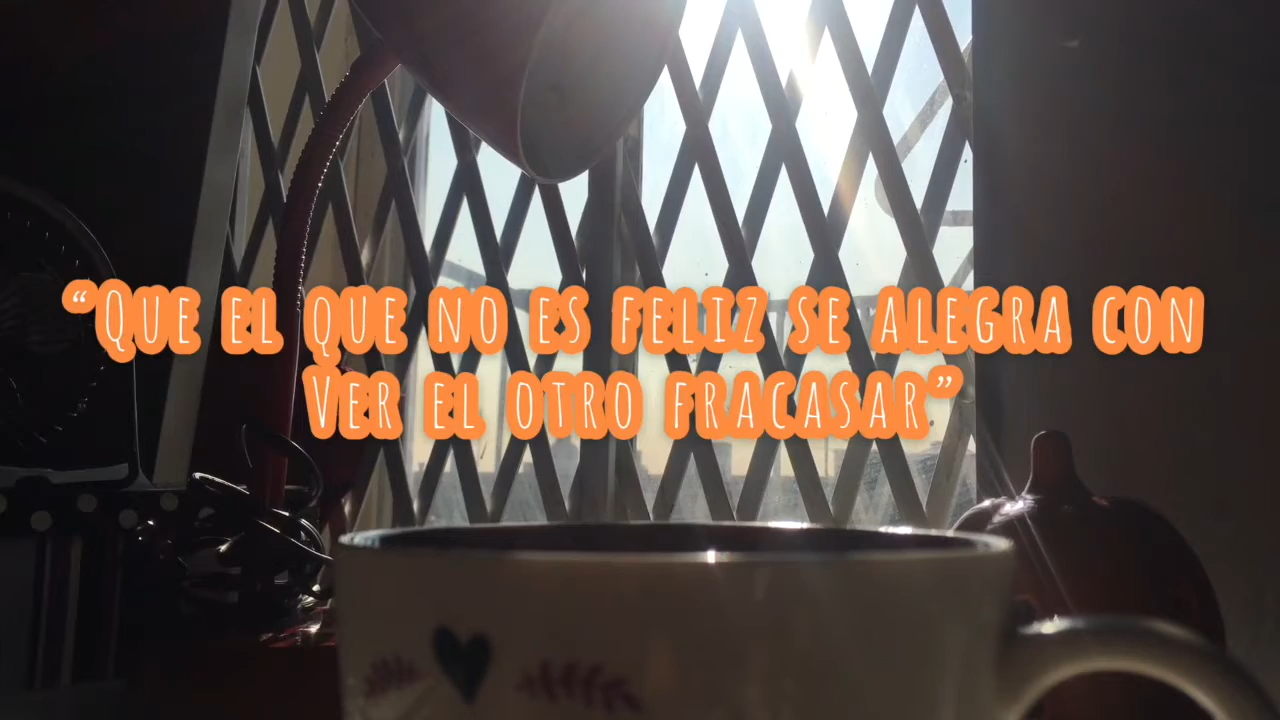 “Que el que no es feliz se alegra con
Ver el otro fracasar”